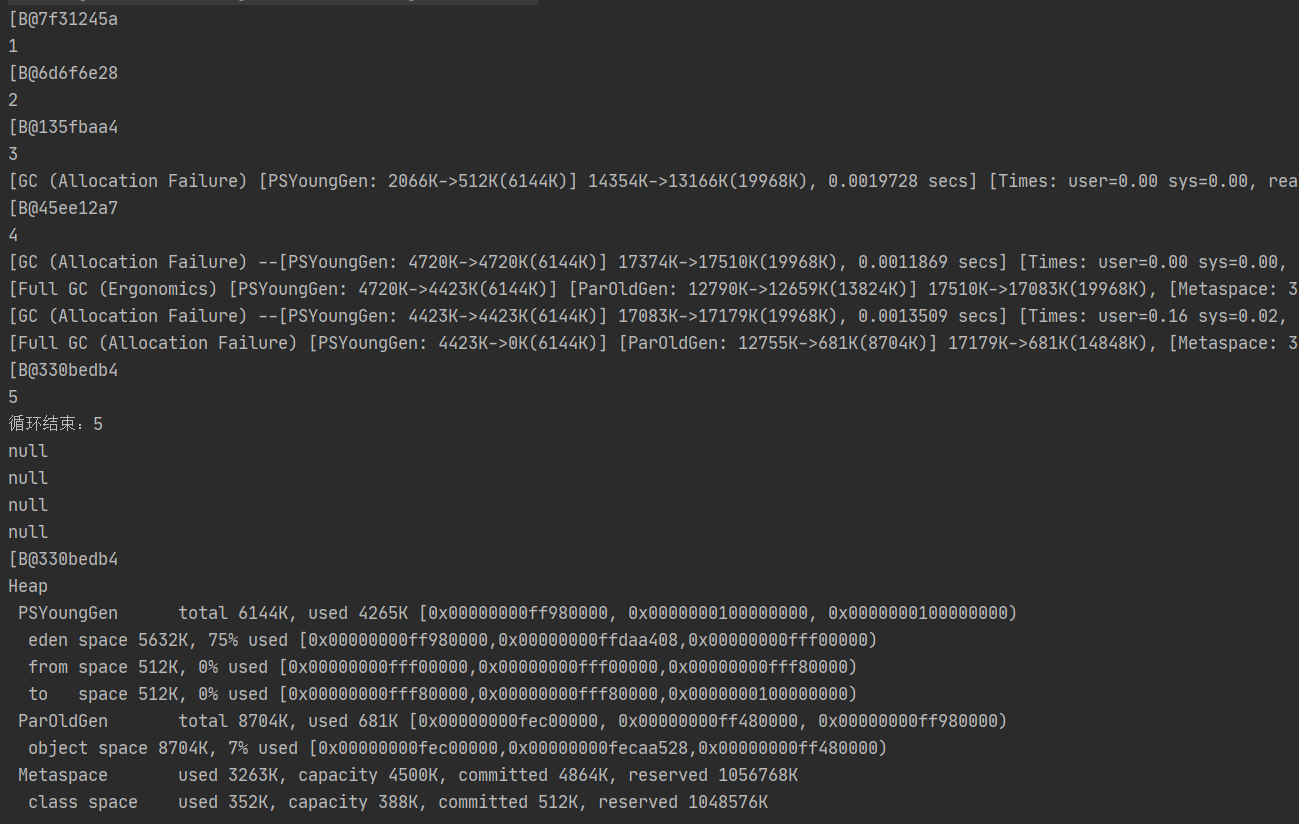 [B@7f31245a
1
[B@6d6f6e28
2
[B@135fbaa4
3
[GC (Allocation Failure) [PSYoungGen: 2066K->512K(6144K)] 14354K->13166K(19968K), 0.0019728 secs] [Times: user=0.00 sys=0.00, rea
[B@45ee12a7
4
[GC (Allocation Failure) --[PSYoungGen: 4720K->4720K(6144K)] 17374K->17510K(19968K), 0.0011869 secs] [Times: user=0.00 sys=0.00,
[Full GC (Ergonomics) [PSYoungGen: 4720K->4423K(6144K)] [ParOldGen: 12790K->12659K(13824K)] 17510K->17083K(19968K), [Metaspace: 3
[GC (Allocation Failure) --[PSYoungGen: 4423K->4423K(6144K)] 17083K->17179K(19968K), 0.0013509 secs] [Times: user=0.16 sys=0.02,
[Full GC (Allocation Failure) [PSYoungGen: 4423K->0K(6144K)] [ParOldGen: 12755K->681K(8704K)] 17179K->681K(14848K), [Metaspace: 3
[B@330bedb4
5
循环结束：5
null
null
null
null
[B@330bedb4
Heap
PSYoungGen total 6144K, used 4265K [0x00000000ff980000, 0x0000000100000000, 0x0000000100000000)
eden space 5632K, 75% used [0x00000000ff980000,0x00000000ffdaa408,0x00000000fff00000)
from space 512K, 0% used [0x00000000fff00000,0x00000000fff00000,0x00000000fff80000)
to space 512K, 0% used [0x00000000fff80000,0x00000000fff80000,0x0000000100000000)
ParOldGen total 8704K, used 681K [0x00000000fec00000, 0x00000000ff480000, 0x00000000ff980000)
object space 8704K, 7% used [0x00000000fec00000,0x00000000fecaa528,0x00000000ff480000)
Metaspace used 3263K, capacity 4500K, committed 4864K, reserved 1056768K
class space used 352K, capacity 388K, committed 512K, reserved 1048576K